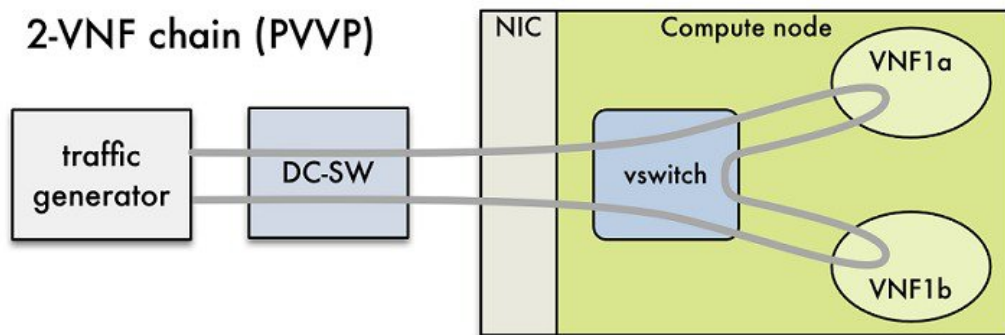 2-VNF chain (PVVP)
NIC
Compute node
VNF1a
traffic
generator
DC-SW
vswitch
VNF1b